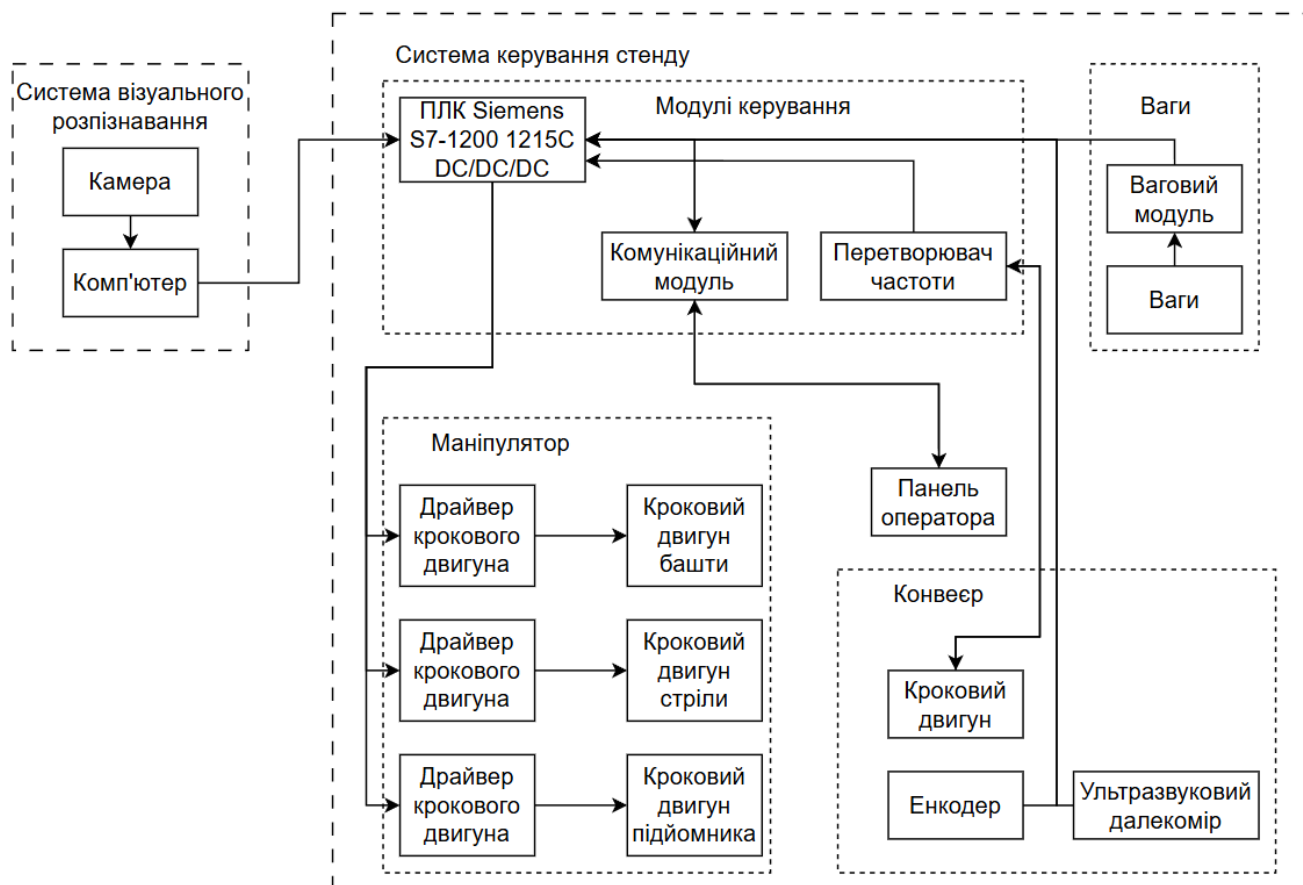 Система візуального
розпізнавання
Камера
Комп'ютер
Система керування стенду
ПЛК Siemens
S7-1200 1215C
DC/DC/DC
Модулі керування
Комунікаційний
модуль
Перетворювач
частоти
Ваги
Ваговий
модуль
Ваги
Маніпулятор
Драйвер
крокового
двигуна
Кроковий
двигун
башти
Драйвер
крокового
двигуна
Кроковий
двигун
стріли
Драйвер
крокового
двигуна
Кроковий
двигун
підйомника
Панель
оператора
Конвеєр
Кроковий
двигун
Енкодер
Ультразвуковий
далекомір